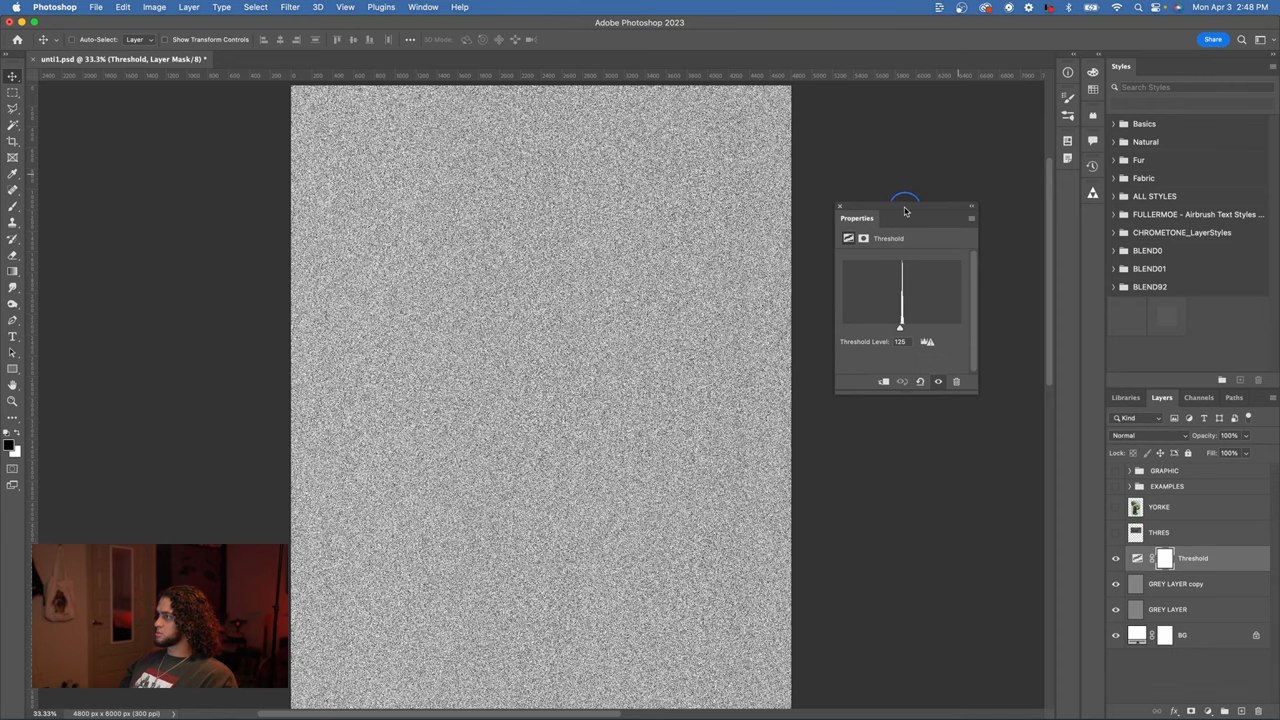 Photoshop File Edit Image Layer Type Select Filter 3D View Plugins Window Help Mon Apr 3 2:48 PM
Adobe Photoshop 2023
Auto-Select: Layer Show Transform Controls 3D Mode: Share
unti1.psd @ 33.3% (Threshold, Layer Mask/8) *
Styles
Search Styles
Basics
Natural
Fur
Fabric
ALL STYLES
FULLERMOE - Airbrush Text Styles ...
CHROMETONE_LayerStyles
BLEND0
BLEND01
BLEND92
Properties
Threshold
Threshold Level: 125
Libraries Layers Channels Paths
Kind
Normal Opacity: 100%
Lock: Fill: 100%
GRAPHIC
EXAMPLES
YORKE
THRES
Threshold
GREY LAYER copy
GREY LAYER
BG
33.33% 4800 px x 6000 px (300 ppi)